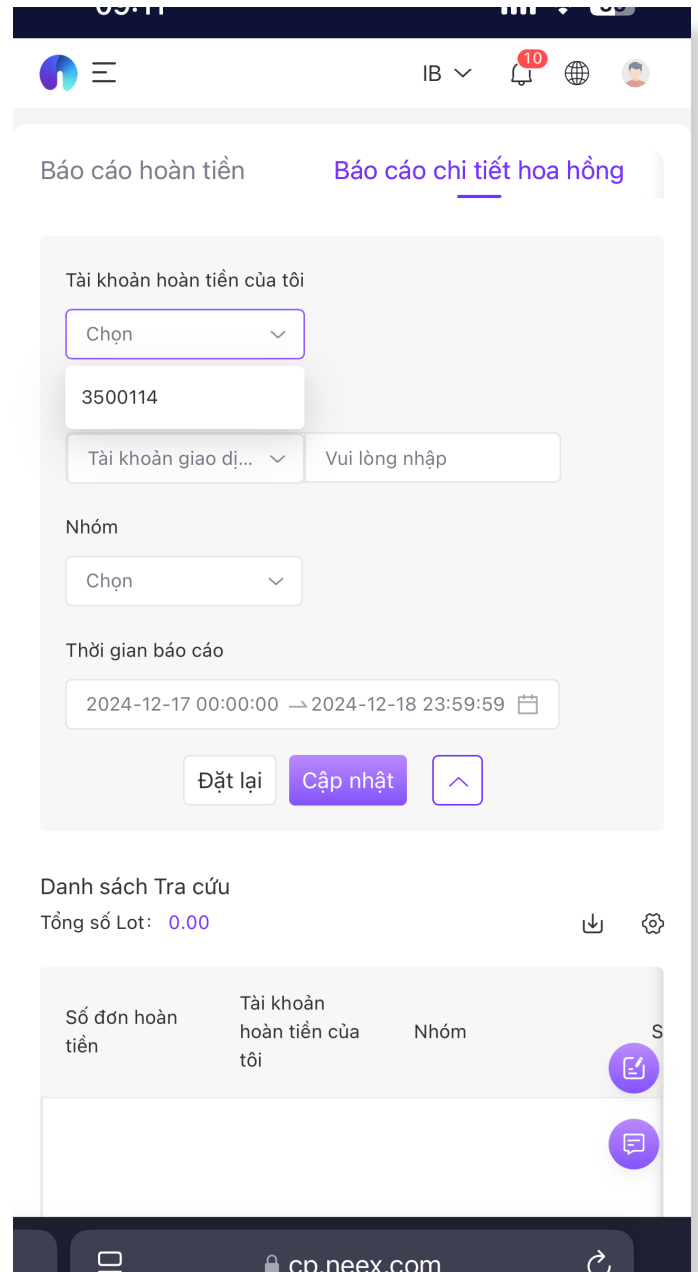 IB
10
Báo cáo hoàn tiền
Báo cáo chi tiết hoa hồng
Tài khoản hoàn tiền của tôi
Chọn
3500114
Tài khoản giao dị...
Vui lòng nhập
Nhóm
Chọn
Thời gian báo cáo
2024-12-17 00:00:00 → 2024-12-18 23:59:59
Đặt lại
Cập nhật
Danh sách Tra cứu
Tổng số Lot: 0.00
Số đơn hoàn
tiền
Tài khoản
hoàn tiền của
tôi
Nhóm
S
cp.neex.com